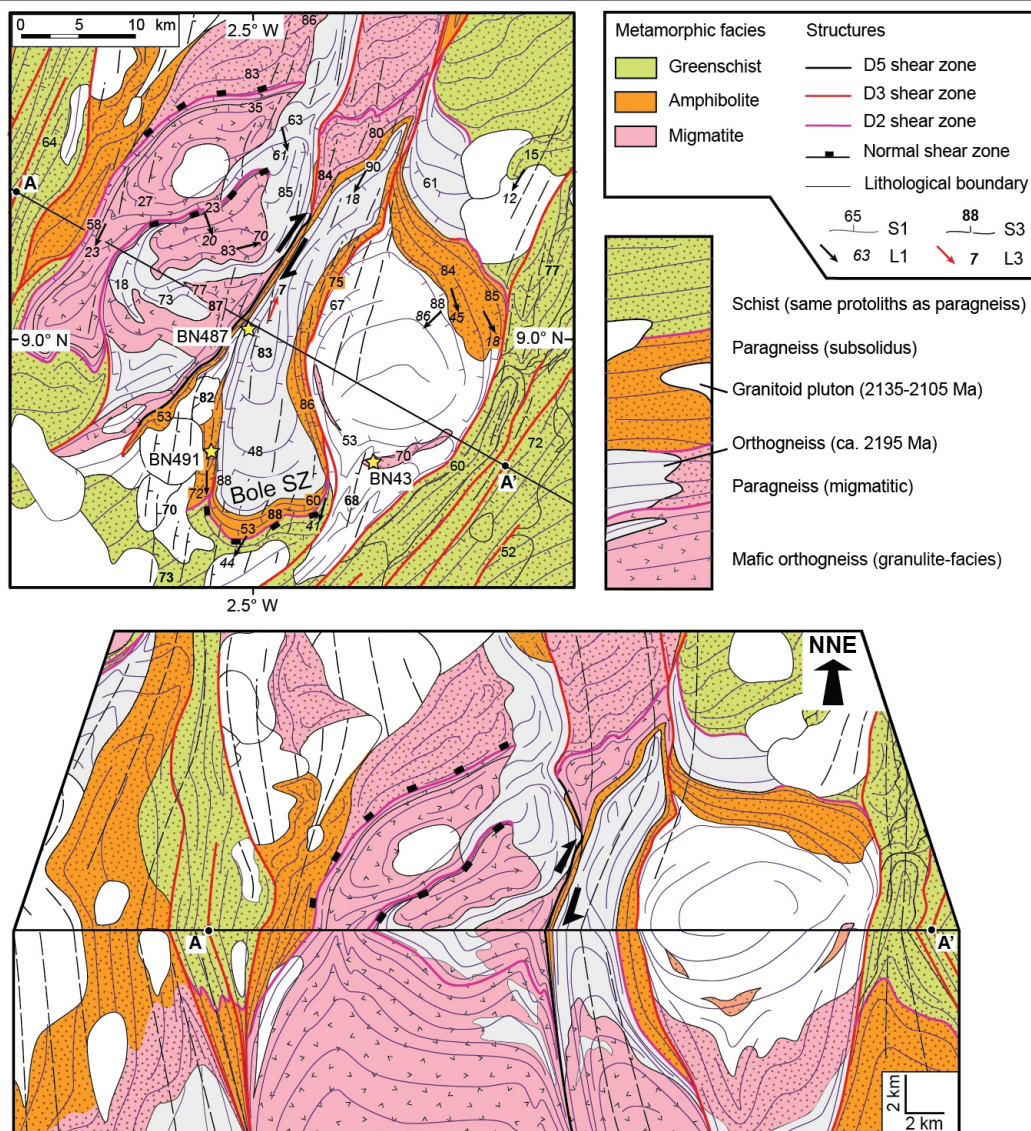 0 5 10 km
2.5° W
86
83
35
63
64
61
80
84
90
18
85
61
15
12
A
27
23
58
23
20
70
83
18
73
77
87
7
75
67
84
85
88
86
45
18
77
9.0° N
9.0° N
BN487
83
82
53
86
BN491
48
53
70
BN43
72
60
A'
88
72
Bole SZ
60
68
70
88
41
53
44
73
52
2.5° W
Metamorphic facies
Greenschist
Amphibolite
Migmatite
Structures
D5 shear zone
D3 shear zone
D2 shear zone
Normal shear zone
Lithological boundary
65 S1 88 S3
63 L1 7 L3
Schist (same protoliths as paragneiss)
Paragneiss (subsolidus)
Granitoid pluton (2135-2105 Ma)
Orthogneiss (ca. 2195 Ma)
Paragneiss (migmatitic)
Mafic orthogneiss (granulite-facies)
NNE
A
A'
2 km
2 km